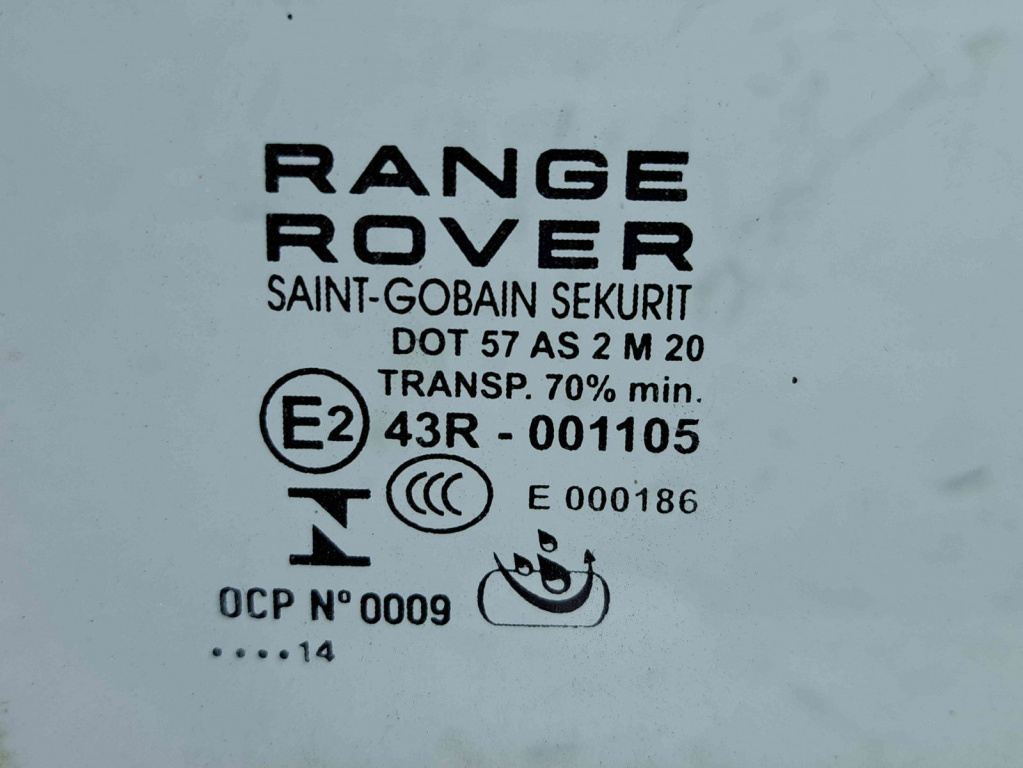 RANGE
ROVER
SAINT-GOBAIN SEKURIT
DOT 57 AS 2 M 20
TRANSP. 70% min.
E2 43R - 001105
CCC E 000186
OCP Nº 0009
....14